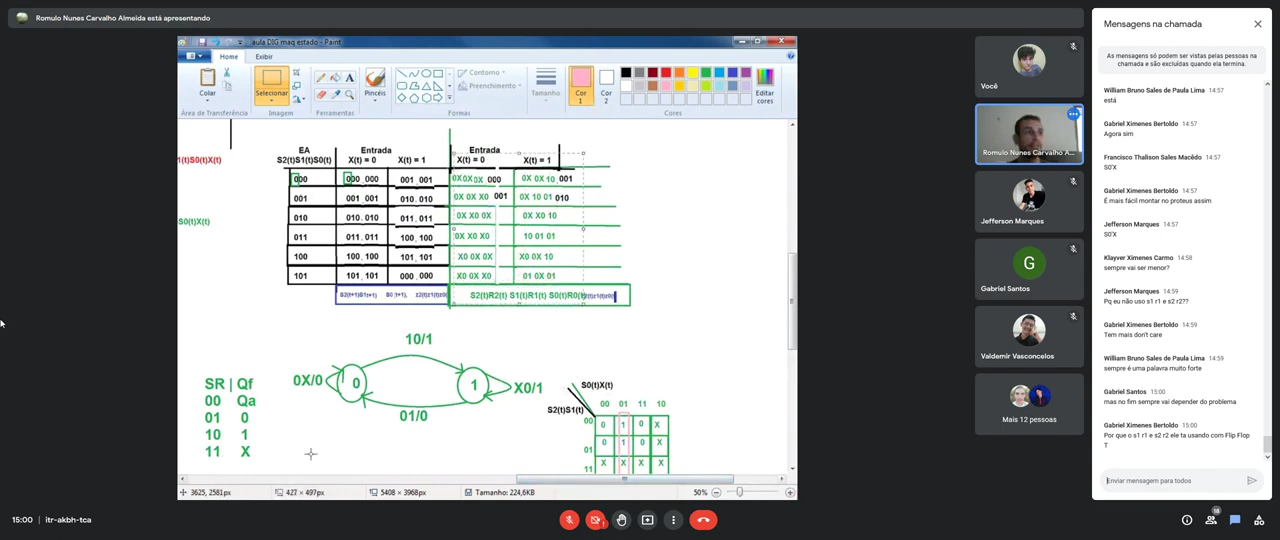 Romulo Nunes Carvalho Almeida está apresentando
aula DIG maq estado - Paint
Home Exibir
Colar
Selecionar
Pincéis
Contorno
Preenchimento
Tamanho
Cor 1
Cor 2
Editar cores
Área de Transferência
Imagem
Ferramentas
Formas
Cores
1(t)S0(t)X(t)
S0(t)X(t)
EA Entrada Entrada
S2(t)S1(t)S0(t) X(t) = 0 X(t) = 1 X(t) = 0 X(t) = 1
000 000,000 001,001 0X0X 0X 000 0X 0X 10 ,001
001 001,001 010,010 0X 0X X0 001 0X 10 01 010
010 010,010 011,011 0X X0 0X 0X X0 10
011 011,011 100,100 0X X0 X0 10 01 01
100 100,100 101,101 X0 0X 0X X0 0X 10
101 101,101 000,000 X0 0X X0 01 0X 01
S2(t)R2(t) S1(t)R1(t) S0(t)R0(t)
10/1
0X/0 0 1 X0/1
01/0
SR | Qf
00 Qa
01 0
10 1
11 X
S0(t)X(t)
S2(t)S1(t)
00 01 11 10
00 0 1 0 X
01 0 1 0 X
11 X X X X
3625, 2581px
427 × 497px
5408 × 3968px
Tamanho: 224,6KB
50%
Você
Romulo Nunes Carvalho A...
Jefferson Marques
G
Gabriel Santos
Valdemir Vasconcelos
Mais 12 pessoas
Mensagens na chamada
As mensagens só podem ser vistas pelas pessoas na
chamada e são excluídas quando ela termina.
William Bruno Sales de Paula Lima 14:57
está
Gabriel Ximenes Bertoldo 14:57
Agora sim
Francisco Thalison Sales Macêdo 14:57
S0'X
Gabriel Ximenes Bertoldo 14:57
É mais fácil montar no proteus assim
Jefferson Marques 14:57
S0'X
Klayver Ximenes Carmo 14:58
sempre vai ser menor?
Jefferson Marques 14:59
Pq eu não uso s1 r1 e s2 r2??
Gabriel Ximenes Bertoldo 14:59
Tem mais don't care
William Bruno Sales de Paula Lima 14:59
sempre é uma palavra muito forte
Gabriel Santos 15:00
mas no fim sempre vai depender do problema
Gabriel Ximenes Bertoldo 15:00
Por que o s1 r1 e s2 r2 ele ta usando com Flip Flop
T
Enviar mensagem para todos
15:00 | itr-akbh-tca
18